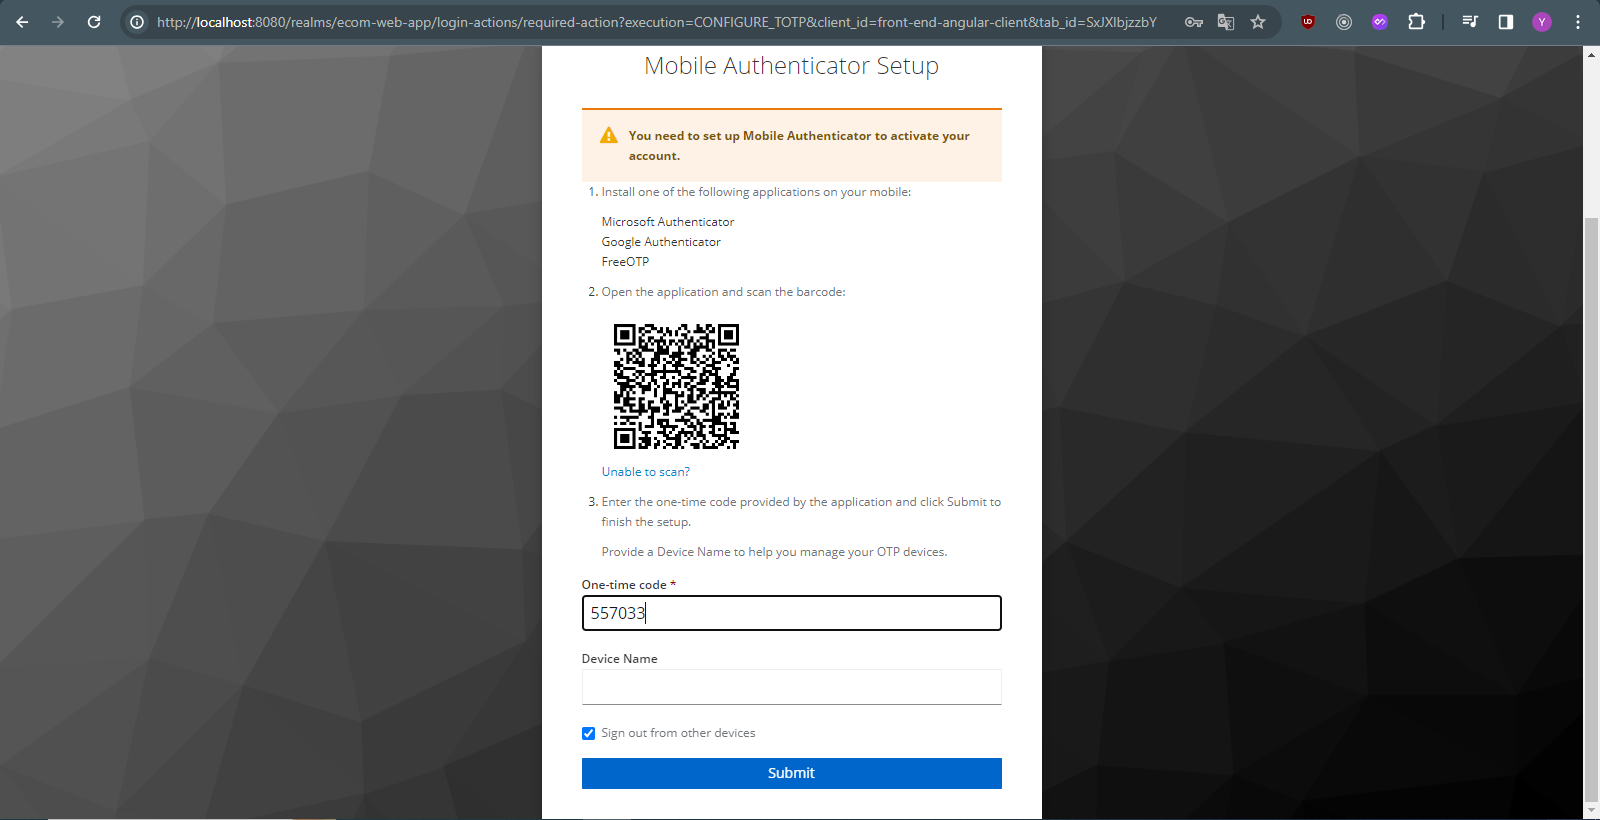 http://localhost:8080/realms/ecom-web-app/login-actions/required-action?execution=CONFIGURE_TOTP&client_id=front-end-angular-client&tab_id=SxJXlbjzzbY
Y
Mobile Authenticator Setup
You need to set up Mobile Authenticator to activate your
account.
1. Install one of the following applications on your mobile:
Microsoft Authenticator
Google Authenticator
FreeOTP
2. Open the application and scan the barcode:
Unable to scan?
3. Enter the one-time code provided by the application and click Submit to
finish the setup.
Provide a Device Name to help you manage your OTP devices.
One-time code *
557033
Device Name
Sign out from other devices
Submit